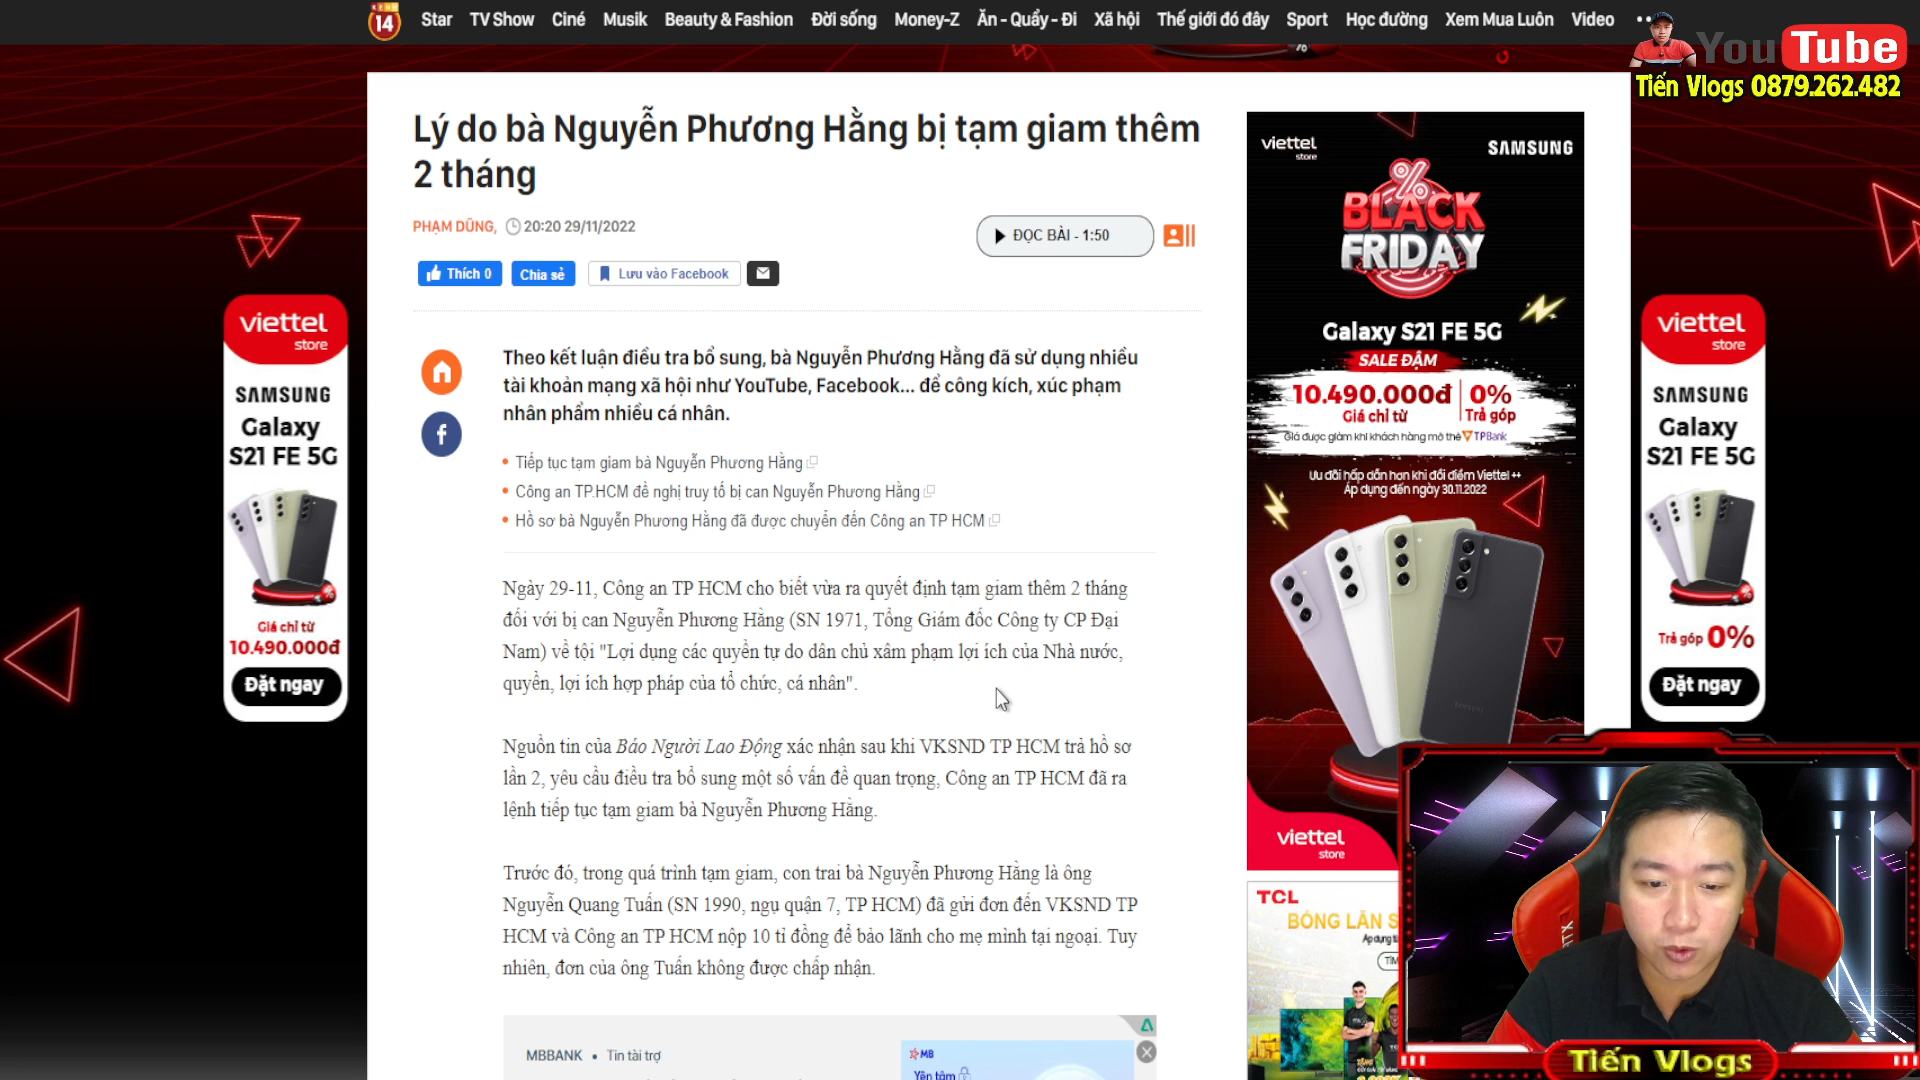 14
Star TV Show Ciné Musik Beauty & Fashion Đời sống Money-Z Ăn - Quẩy - Đi Xã hội Thế giới đó đây Sport Học đường Xem Mua Luôn Video
YouTube
Tiến Vlogs 0879.262.482
Lý do bà Nguyễn Phương Hằng bị tạm giam thêm
2 tháng
PHẠM DŨNG, 20:20 29/11/2022
ĐỌC BÀI - 1:50
Thích 0 Chia sẻ Lưu vào Facebook
Theo kết luận điều tra bổ sung, bà Nguyễn Phương Hằng đã sử dụng nhiều
tài khoản mạng xã hội như YouTube, Facebook... để công kích, xúc phạm
nhân phẩm nhiều cá nhân.
Tiếp tục tạm giam bà Nguyễn Phương Hằng
Công an TP.HCM đề nghị truy tố bị can Nguyễn Phương Hằng
Hồ sơ bà Nguyễn Phương Hằng đã được chuyển đến Công an TP HCM
Ngày 29-11, Công an TP HCM cho biết vừa ra quyết định tạm giam thêm 2 tháng
đối với bị can Nguyễn Phương Hằng (SN 1971, Tổng Giám đốc Công ty CP Đại
Nam) về tội "Lợi dụng các quyền tự do dân chủ xâm phạm lợi ích của Nhà nước,
quyền, lợi ích hợp pháp của tổ chức, cá nhân".
Nguồn tin của Báo Người Lao Động xác nhận sau khi VKSND TP HCM trả hồ sơ
lần 2, yêu cầu điều tra bổ sung một số vấn đề quan trọng, Công an TP HCM đã ra
lệnh tiếp tục tạm giam bà Nguyễn Phương Hằng.
Trước đó, trong quá trình tạm giam, con trai bà Nguyễn Phương Hằng là ông
Nguyễn Quang Tuấn (SN 1990, ngụ quận 7, TP HCM) đã gửi đơn đến VKSND TP
HCM và Công an TP HCM nộp 10 tỉ đồng để bảo lãnh cho mẹ mình tại ngoại. Tuy
nhiên, đơn của ông Tuấn không được chấp nhận.
MBBANK • Tin tài trợ
MB
Yên tâm
viettel
store
SAMSUNG
Galaxy
S21 FE 5G
Giá chỉ từ
10.490.000đ
Đặt ngay
viettel
store
SAMSUNG
%
BLACK
FRIDAY
Galaxy S21 FE 5G
SALE ĐẬM
10.490.000đ 0%
Giá chỉ từ Trả góp
Giá được giảm khi khách hàng mở thẻ TPBank
Ưu đãi hấp dẫn hơn khi đổi điểm Viettel ++
Áp dụng đến ngày 30.11.2022
viettel
store
viettel
store
SAMSUNG
Galaxy
S21 FE 5G
Trả góp 0%
Đặt ngay
TCL
BÓNG LĂN
Tiến Vlogs